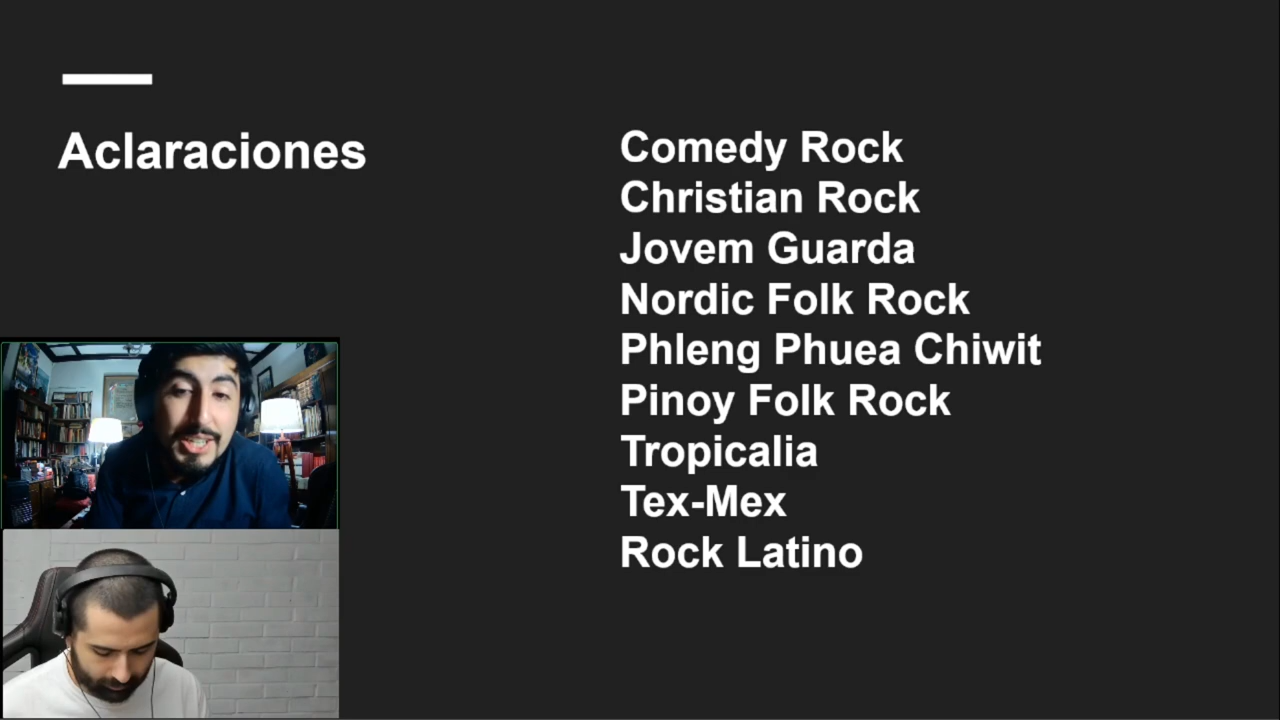 Aclaraciones
Comedy Rock
Christian Rock
Jovem Guarda
Nordic Folk Rock
Phleng Phuea Chiwit
Pinoy Folk Rock
Tropicalia
Tex-Mex
Rock Latino